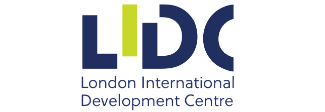 LIDC
London International
Development Centre